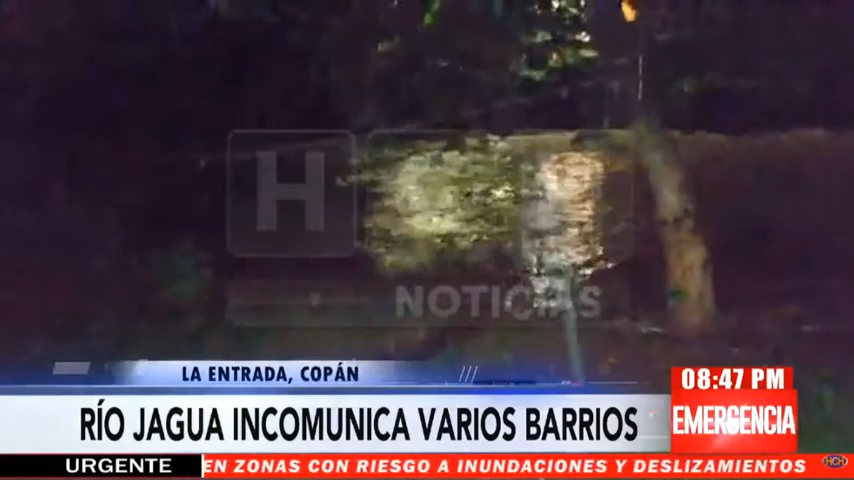 H
NOTICIAS
LA ENTRADA, COPÁN
08:47 PM
RÍO JAGUA INCOMUNICA VARIOS BARRIOS
EMERGENCIA
URGENTE
EN ZONAS CON RIESGO A INUNDACIONES Y DESLIZAMIENTOS
HCH